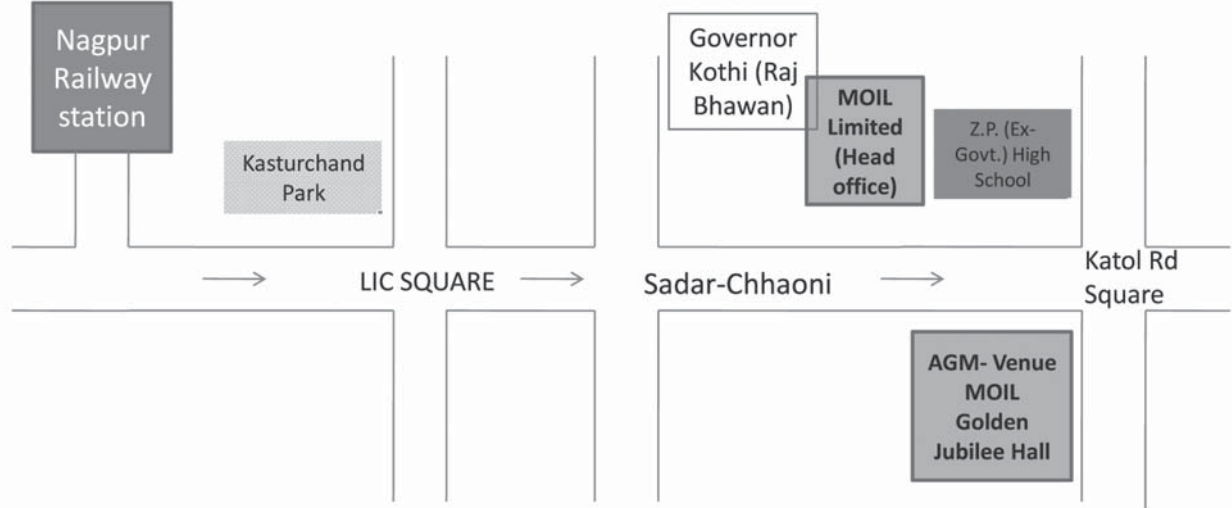 Nagpur
Railway
station
Kasturchand
Park
Governor
Kothi (Raj
Bhawan)
MOIL
Limited
(Head
office)
Z.P. (Ex-
Govt.) High
School
LIC SQUARE
Sadar-Chhaoni
Katol Rd
Square
AGM- Venue
MOIL
Golden
Jubilee Hall